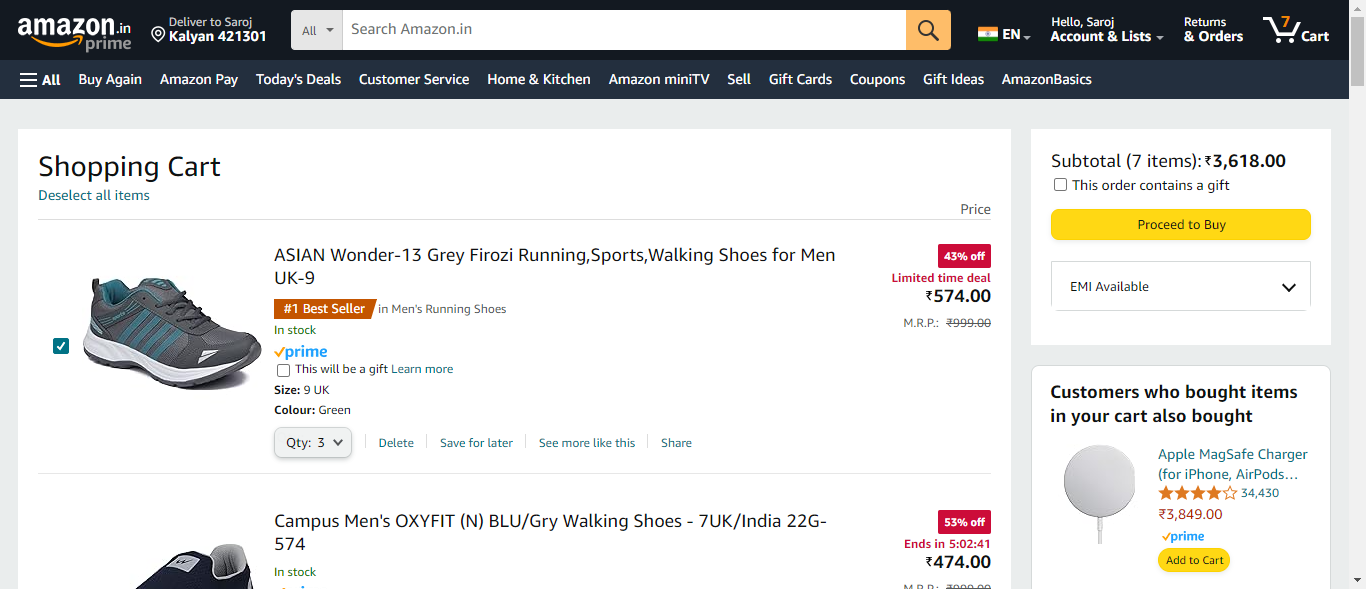 amazon.in
prime
Deliver to Saroj
Kalyan 421301
All
Search Amazon.in
EN
Hello, Saroj
Account & Lists
Returns
& Orders
7
Cart
All
Buy Again
Amazon Pay
Today's Deals
Customer Service
Home & Kitchen
Amazon miniTV
Sell
Gift Cards
Coupons
Gift Ideas
AmazonBasics
Shopping Cart
Deselect all items
Price
ASIAN Wonder-13 Grey Firozi Running,Sports,Walking Shoes for Men
UK-9
#1 Best Seller in Men's Running Shoes
In stock
prime
This will be a gift Learn more
Size: 9 UK
Colour: Green
Qty: 3
Delete
Save for later
See more like this
Share
43% off
Limited time deal
₹574.00
M.R.P.: ₹999.00
Campus Men's OXYFIT (N) BLU/Gry Walking Shoes - 7UK/India 22G-
574
In stock
53% off
Ends in 5:02:41
₹474.00
M.R.P.: ₹999.00
Subtotal (7 items): ₹3,618.00
This order contains a gift
Proceed to Buy
EMI Available
Customers who bought items
in your cart also bought
Apple MagSafe Charger
(for iPhone, AirPods…
34,430
₹3,849.00
prime
Add to Cart